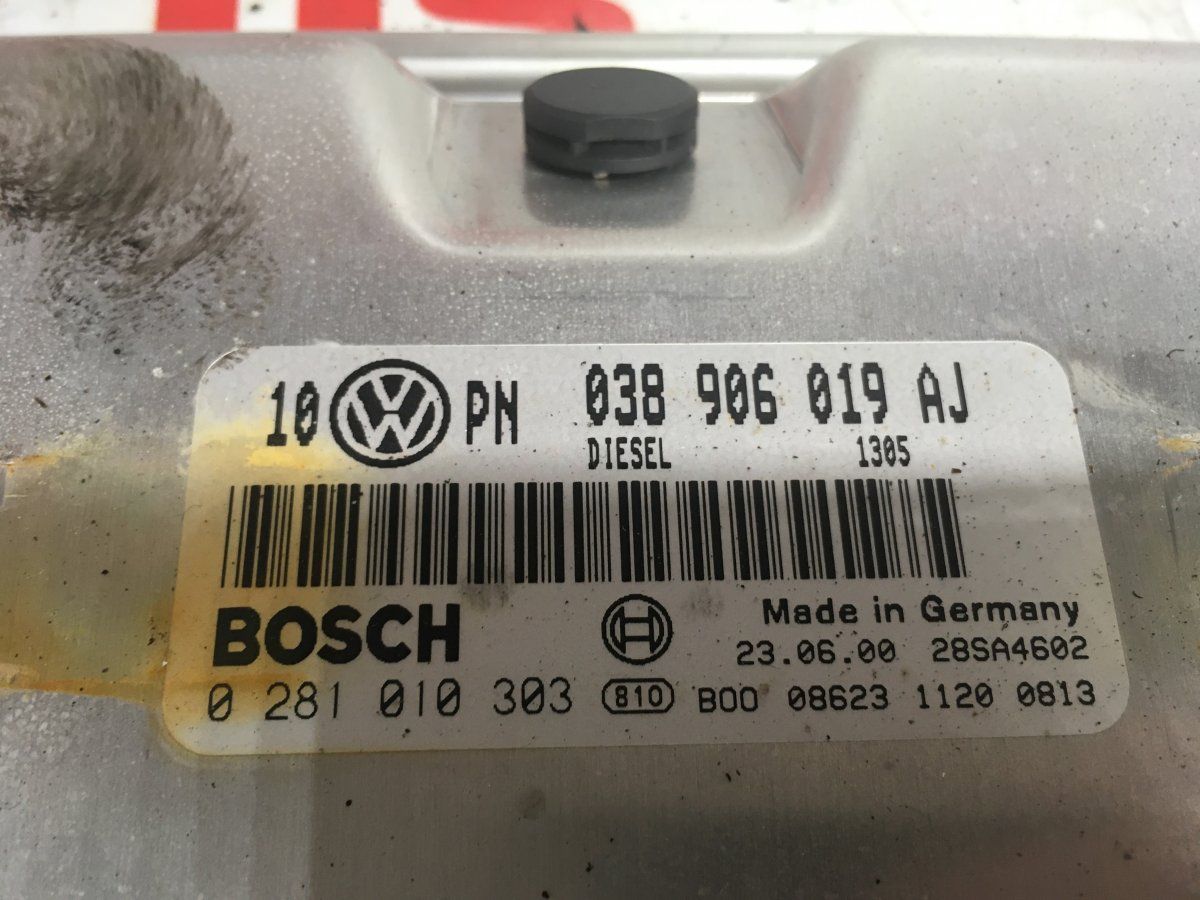 10 VW PN 038 906 019 AJ
DIESEL 1305
BOSCH Made in Germany
23.06.00 28SA4602
0 281 010 303 810 B00 08623 1120 0813